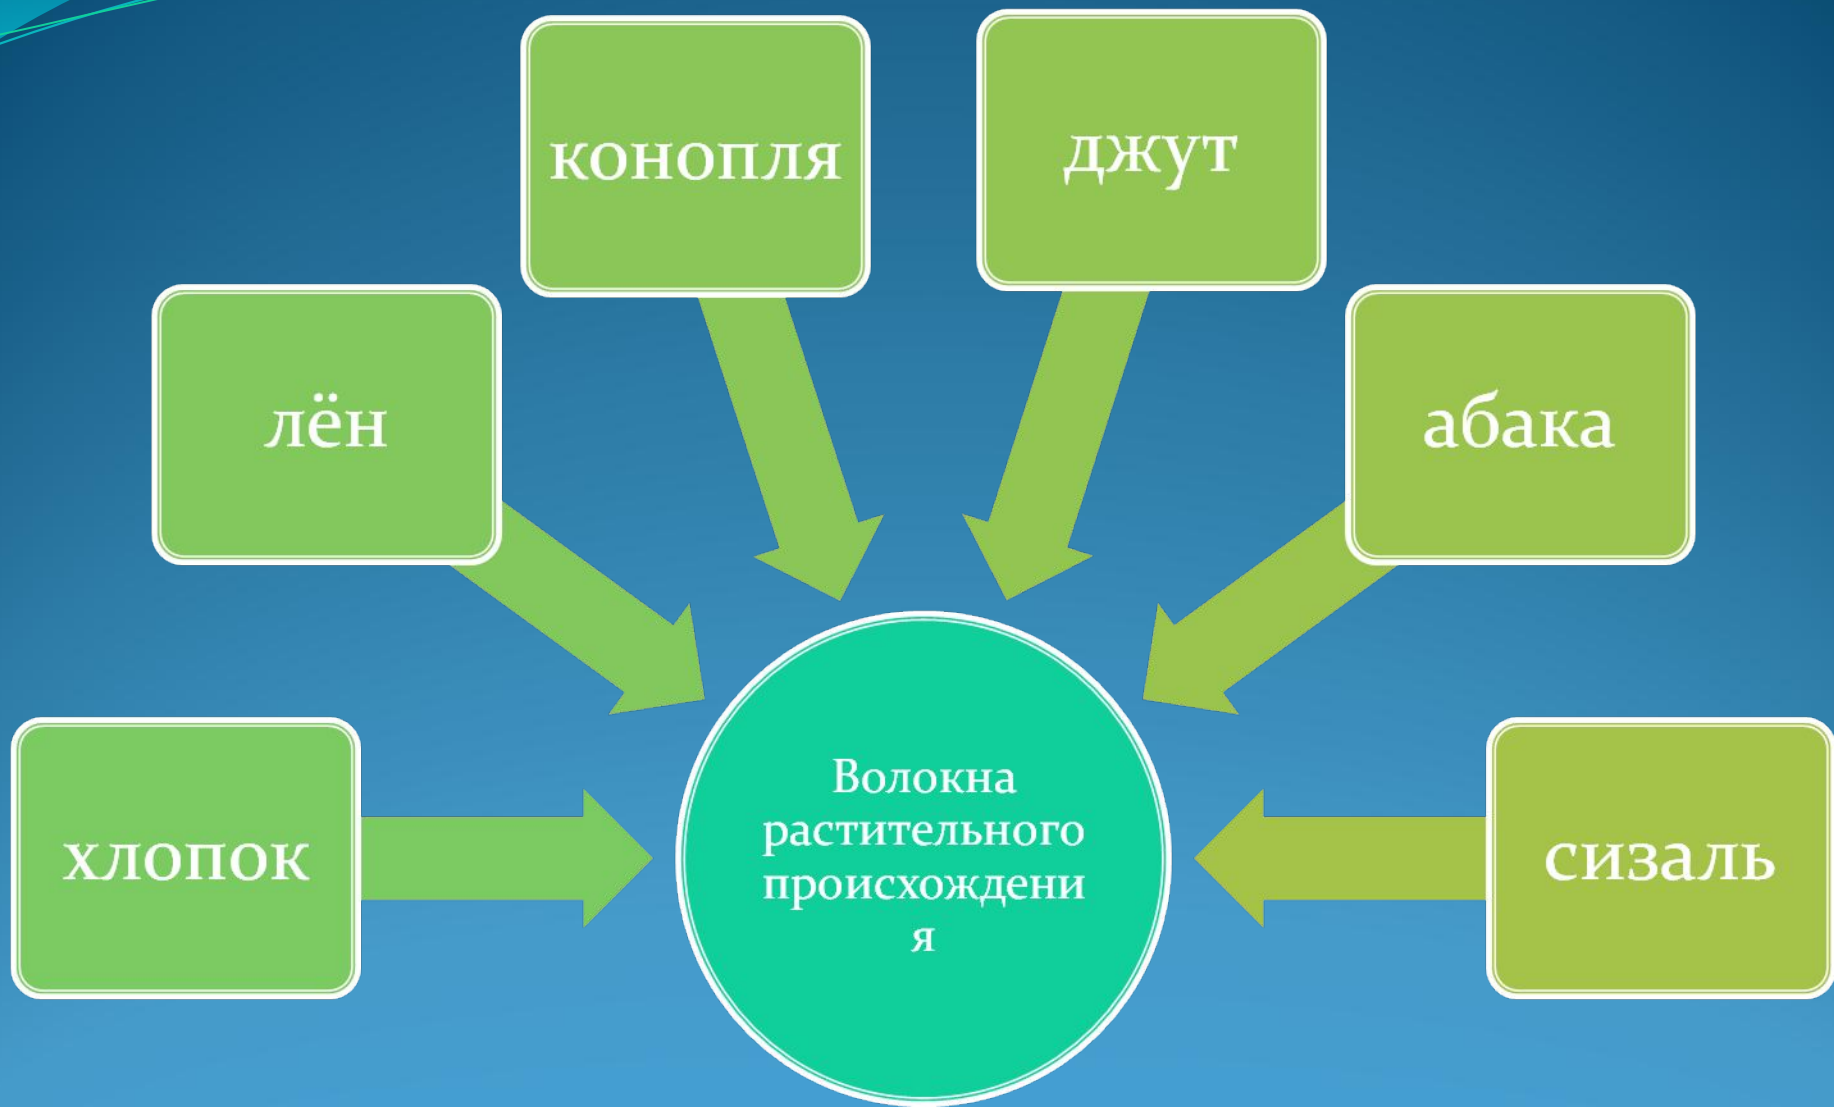 конопля
джут
лён
абака
хлопок
Волокна
растительного
происхождени
я
сизаль